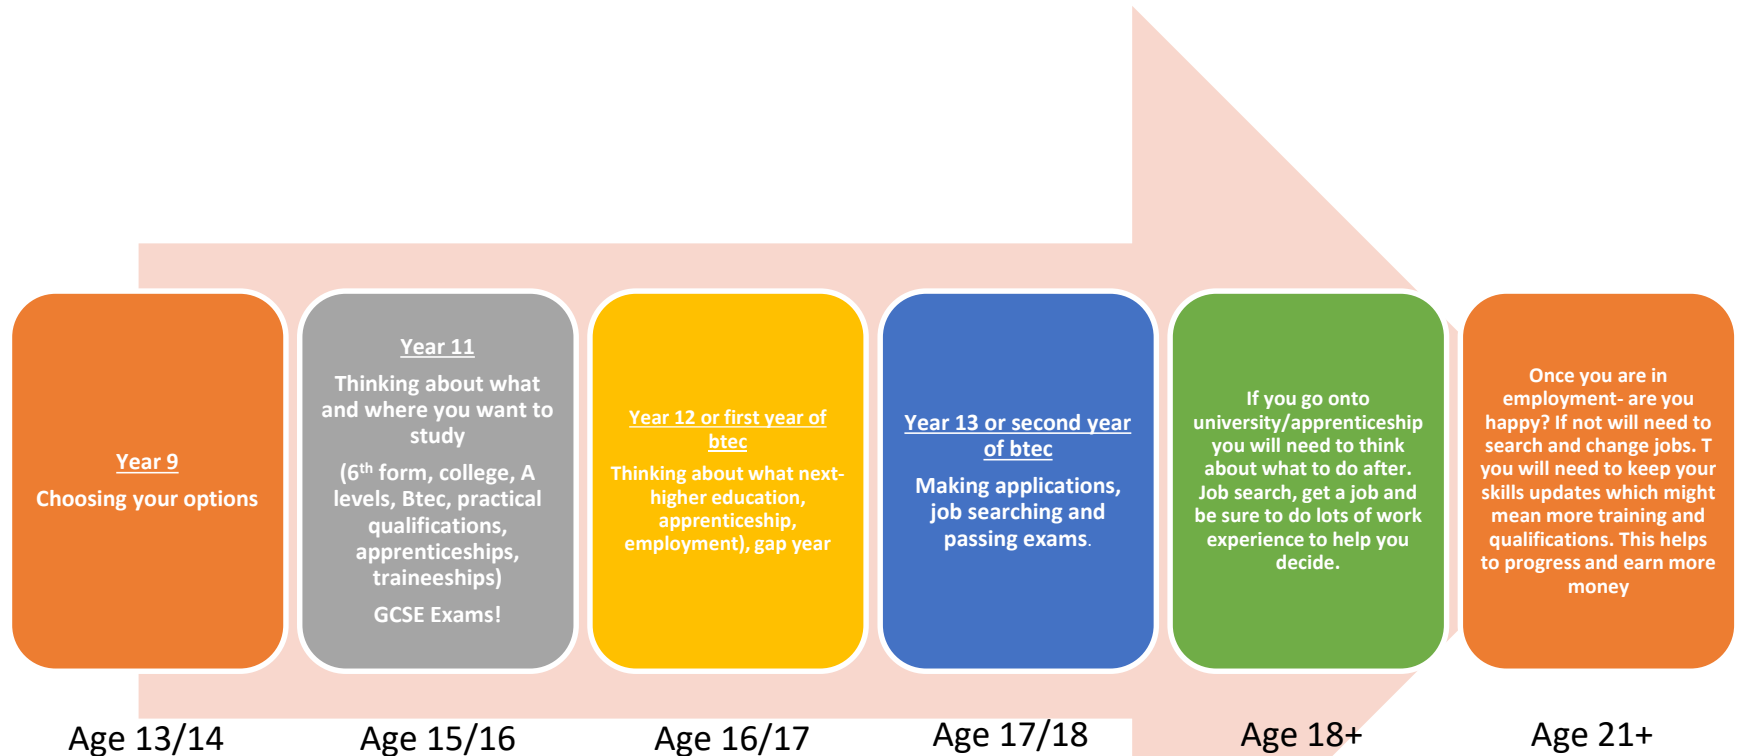 Year 9
Choosing your options
Year 11
Thinking about what
and where you want to
study
(6th form, college, A
levels, Btec, practical
qualifications,
apprenticeships,
traineeships)
GCSE Exams!
Year 12 or first year of
btec
Thinking about what next-
higher education,
apprenticeship,
employment), gap year
Year 13 or second year
of btec
Making applications,
job searching and
passing exams.
If you go onto
university/apprenticeship
you will need to think
about what to do after.
Job search, get a job and
be sure to do lots of work
experience to help you
decide.
Once you are in
employment- are you
happy? If not will need to
search and change jobs. T
you will need to keep your
skills updates which might
mean more training and
qualifications. This helps
to progress and earn more
money
Age 13/14
Age 15/16
Age 16/17
Age 17/18
Age 18+
Age 21+